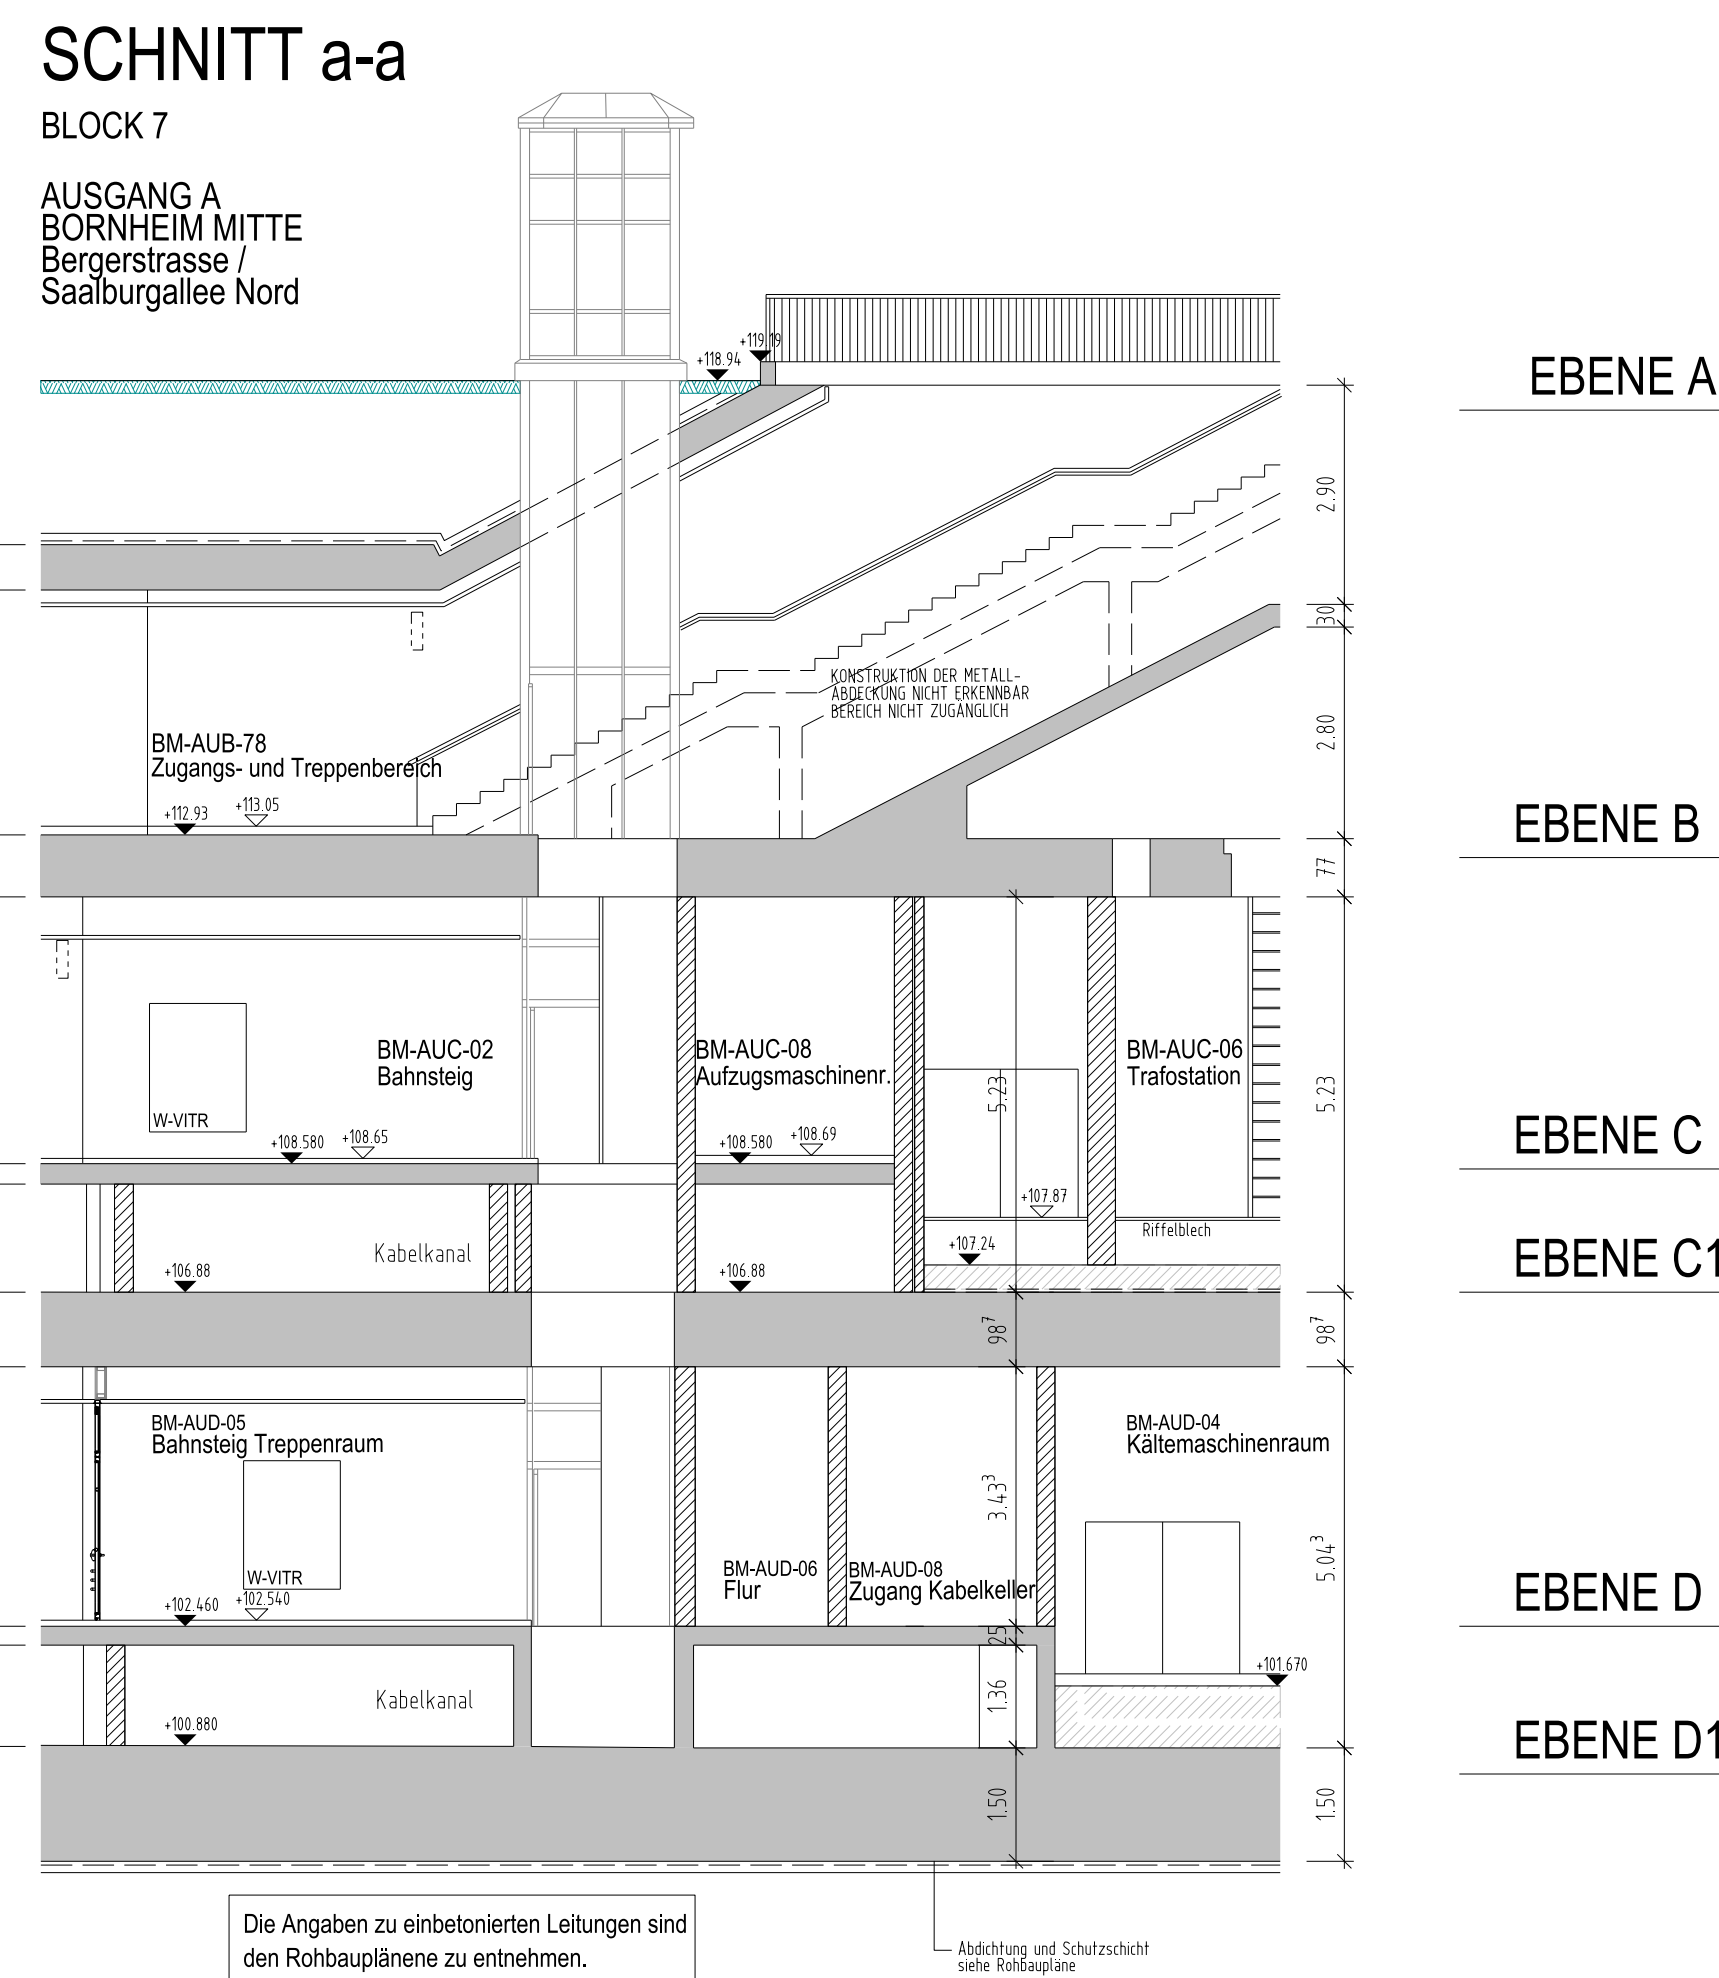 SCHNITT a-a
BLOCK 7
AUSGANG A
BORNHEIM MITTE
Bergerstrasse /
Saalburgallee Nord
+119.19
+118.94
EBENE A
2.90
30
KONSTRUKTION DER METALL-
ABDECKUNG NICHT ERKENNBAR
BEREICH NICHT ZUGÄNGLICH
2.80
BM-AUB-78
Zugangs- und Treppenbereich
+112.93
+113.05
EBENE B
77
BM-AUC-02
Bahnsteig
BM-AUC-08
Aufzugsmaschinenr.
BM-AUC-06
Trafostation
5.23
5.23
W-VITR
+108.580
+108.65
+108.580
+108.69
EBENE C
+107.87
Riffelblech
+107.24
Kabelkanal
+106.88
+106.88
EBENE C1
98⁷
98⁷
BM-AUD-05
Bahnsteig Treppenraum
BM-AUD-04
Kältemaschinenraum
3.43³
5.04³
W-VITR
BM-AUD-06
Flur
BM-AUD-08
Zugang Kabelkeller
+102.460
+102.540
EBENE D
25
+101.670
Kabelkanal
1.36
+100.880
EBENE D1
1.50
1.50
Die Angaben zu einbetonierten Leitungen sind
den Rohbauplänene zu entnehmen.
Abdichtung und Schutzschicht
siehe Rohbaupläne